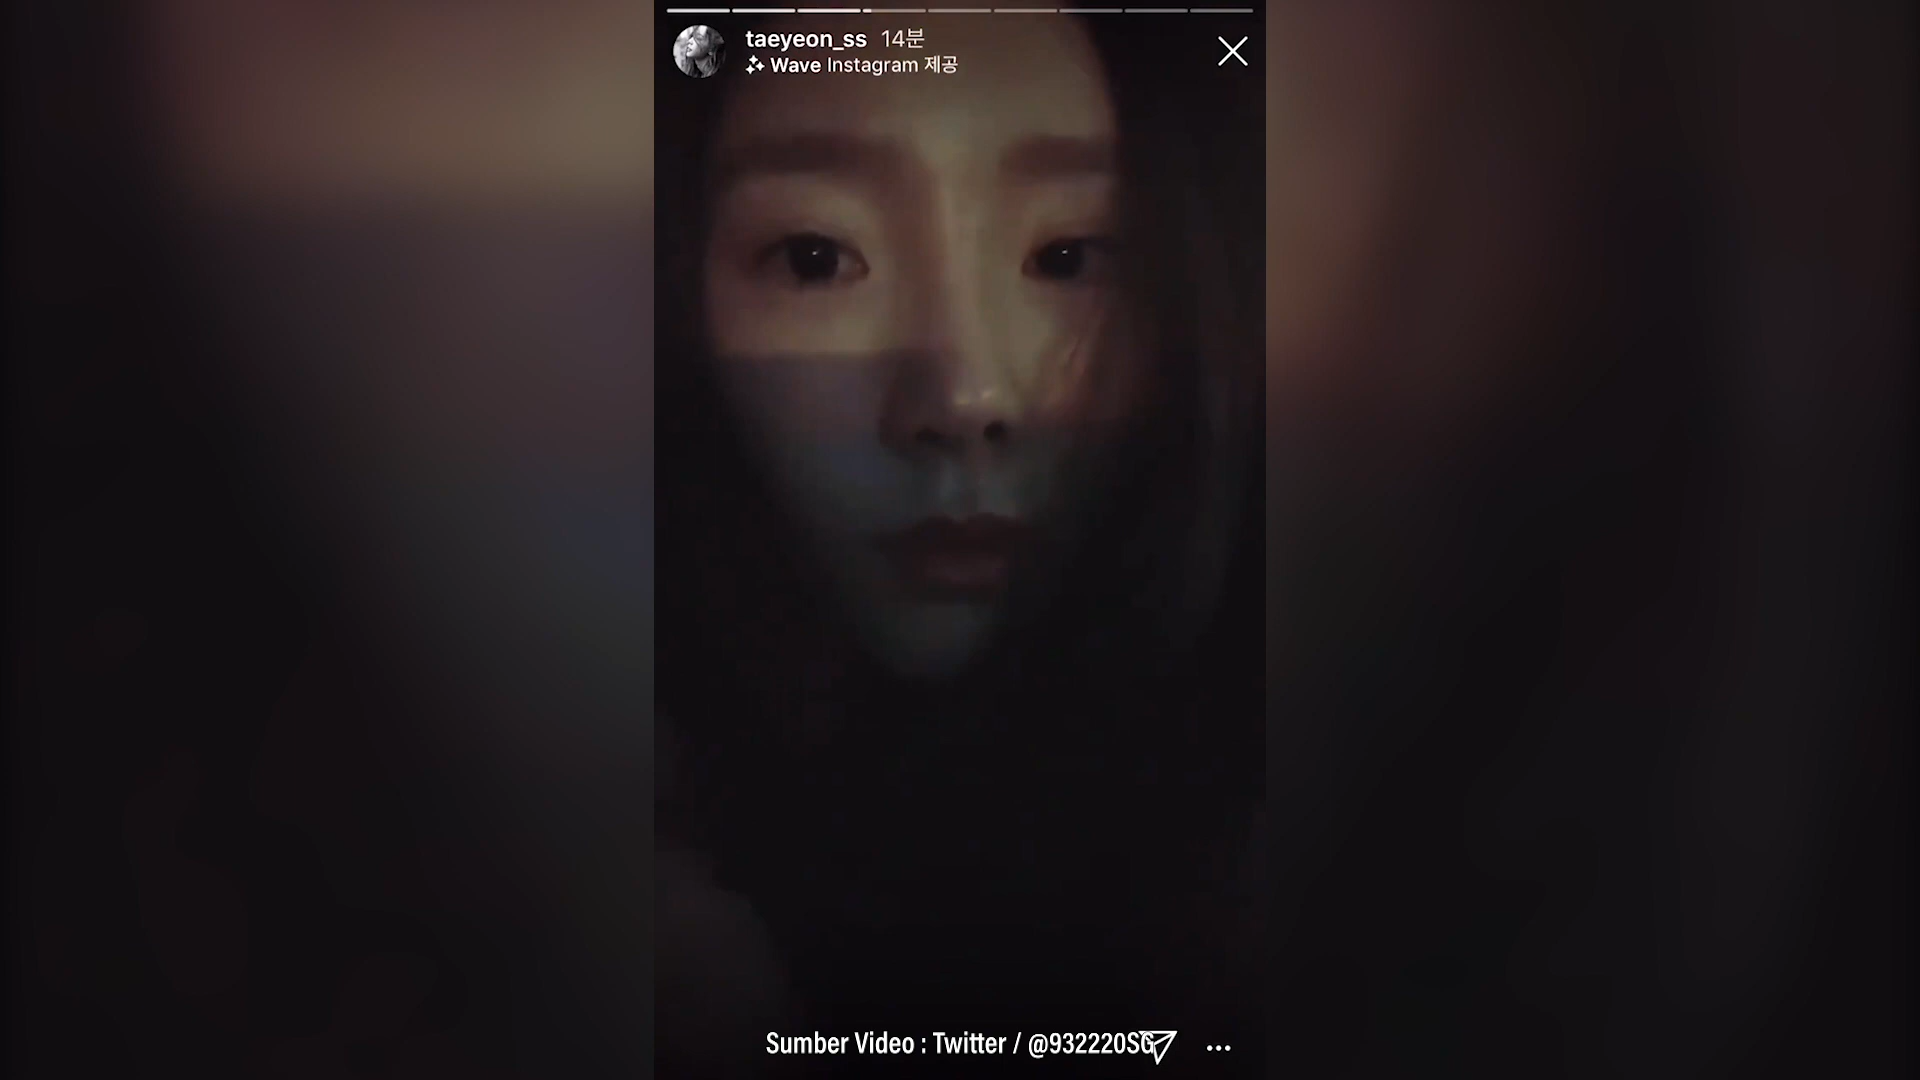 taeyeon_ss 14분
Wave Instagram 제공
Sumber Video : Twitter / @932220SG